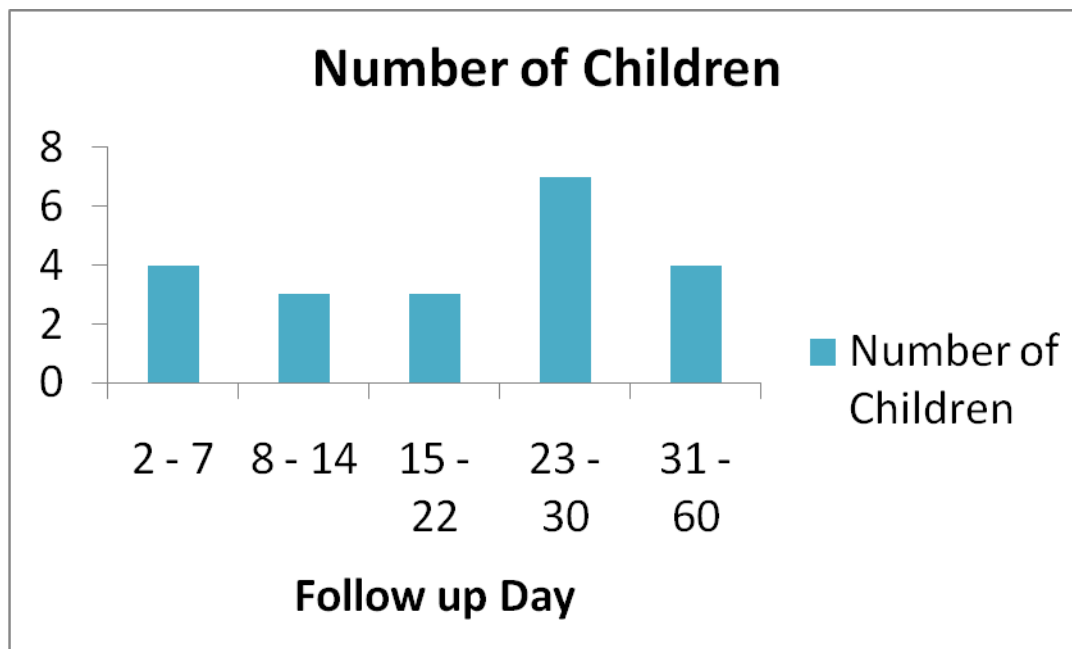 Number of Children
8
6
4
2
0
2 - 7
8 - 14
15 -
22
23 -
30
31 -
60
Follow up Day
Number of
Children